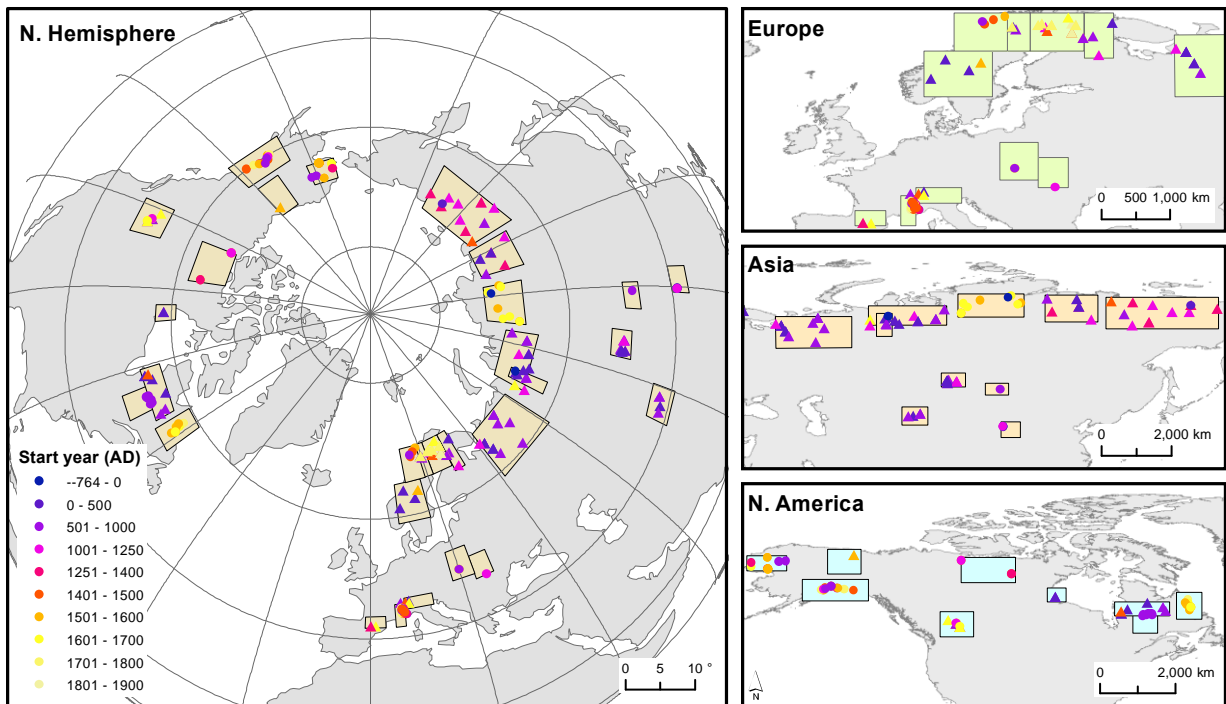 N. Hemisphere
Start year (AD)
--764 - 0
0 - 500
501 - 1000
1001 - 1250
1251 - 1400
1401 - 1500
1501 - 1600
1601 - 1700
1701 - 1800
1801 - 1900
0 5 10 °
Europe
0 500 1,000 km
Asia
0 2,000 km
N. America
N
0 2,000 km